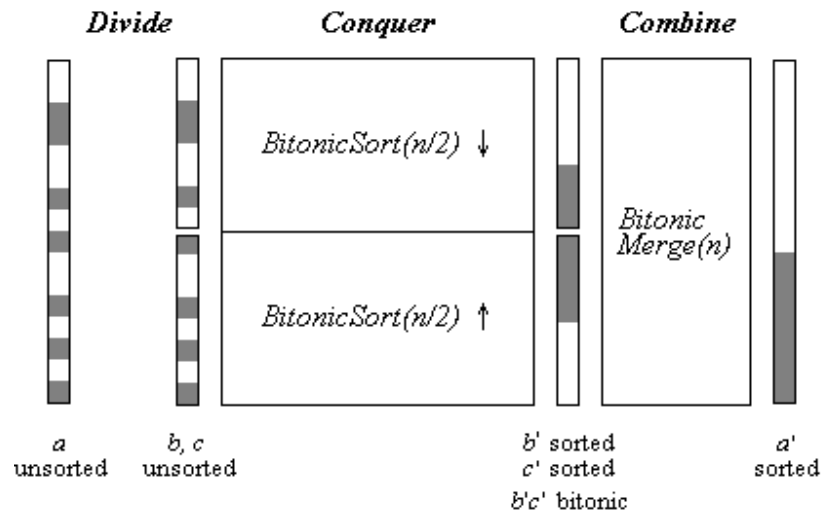 Divide Conquer Combine
BitonicSort(n/2) ↓
Bitonic
Merge(n)
BitonicSort(n/2) ↑
a
unsorted
b, c
unsorted
b' sorted
c' sorted
b'c' bitonic
a'
sorted